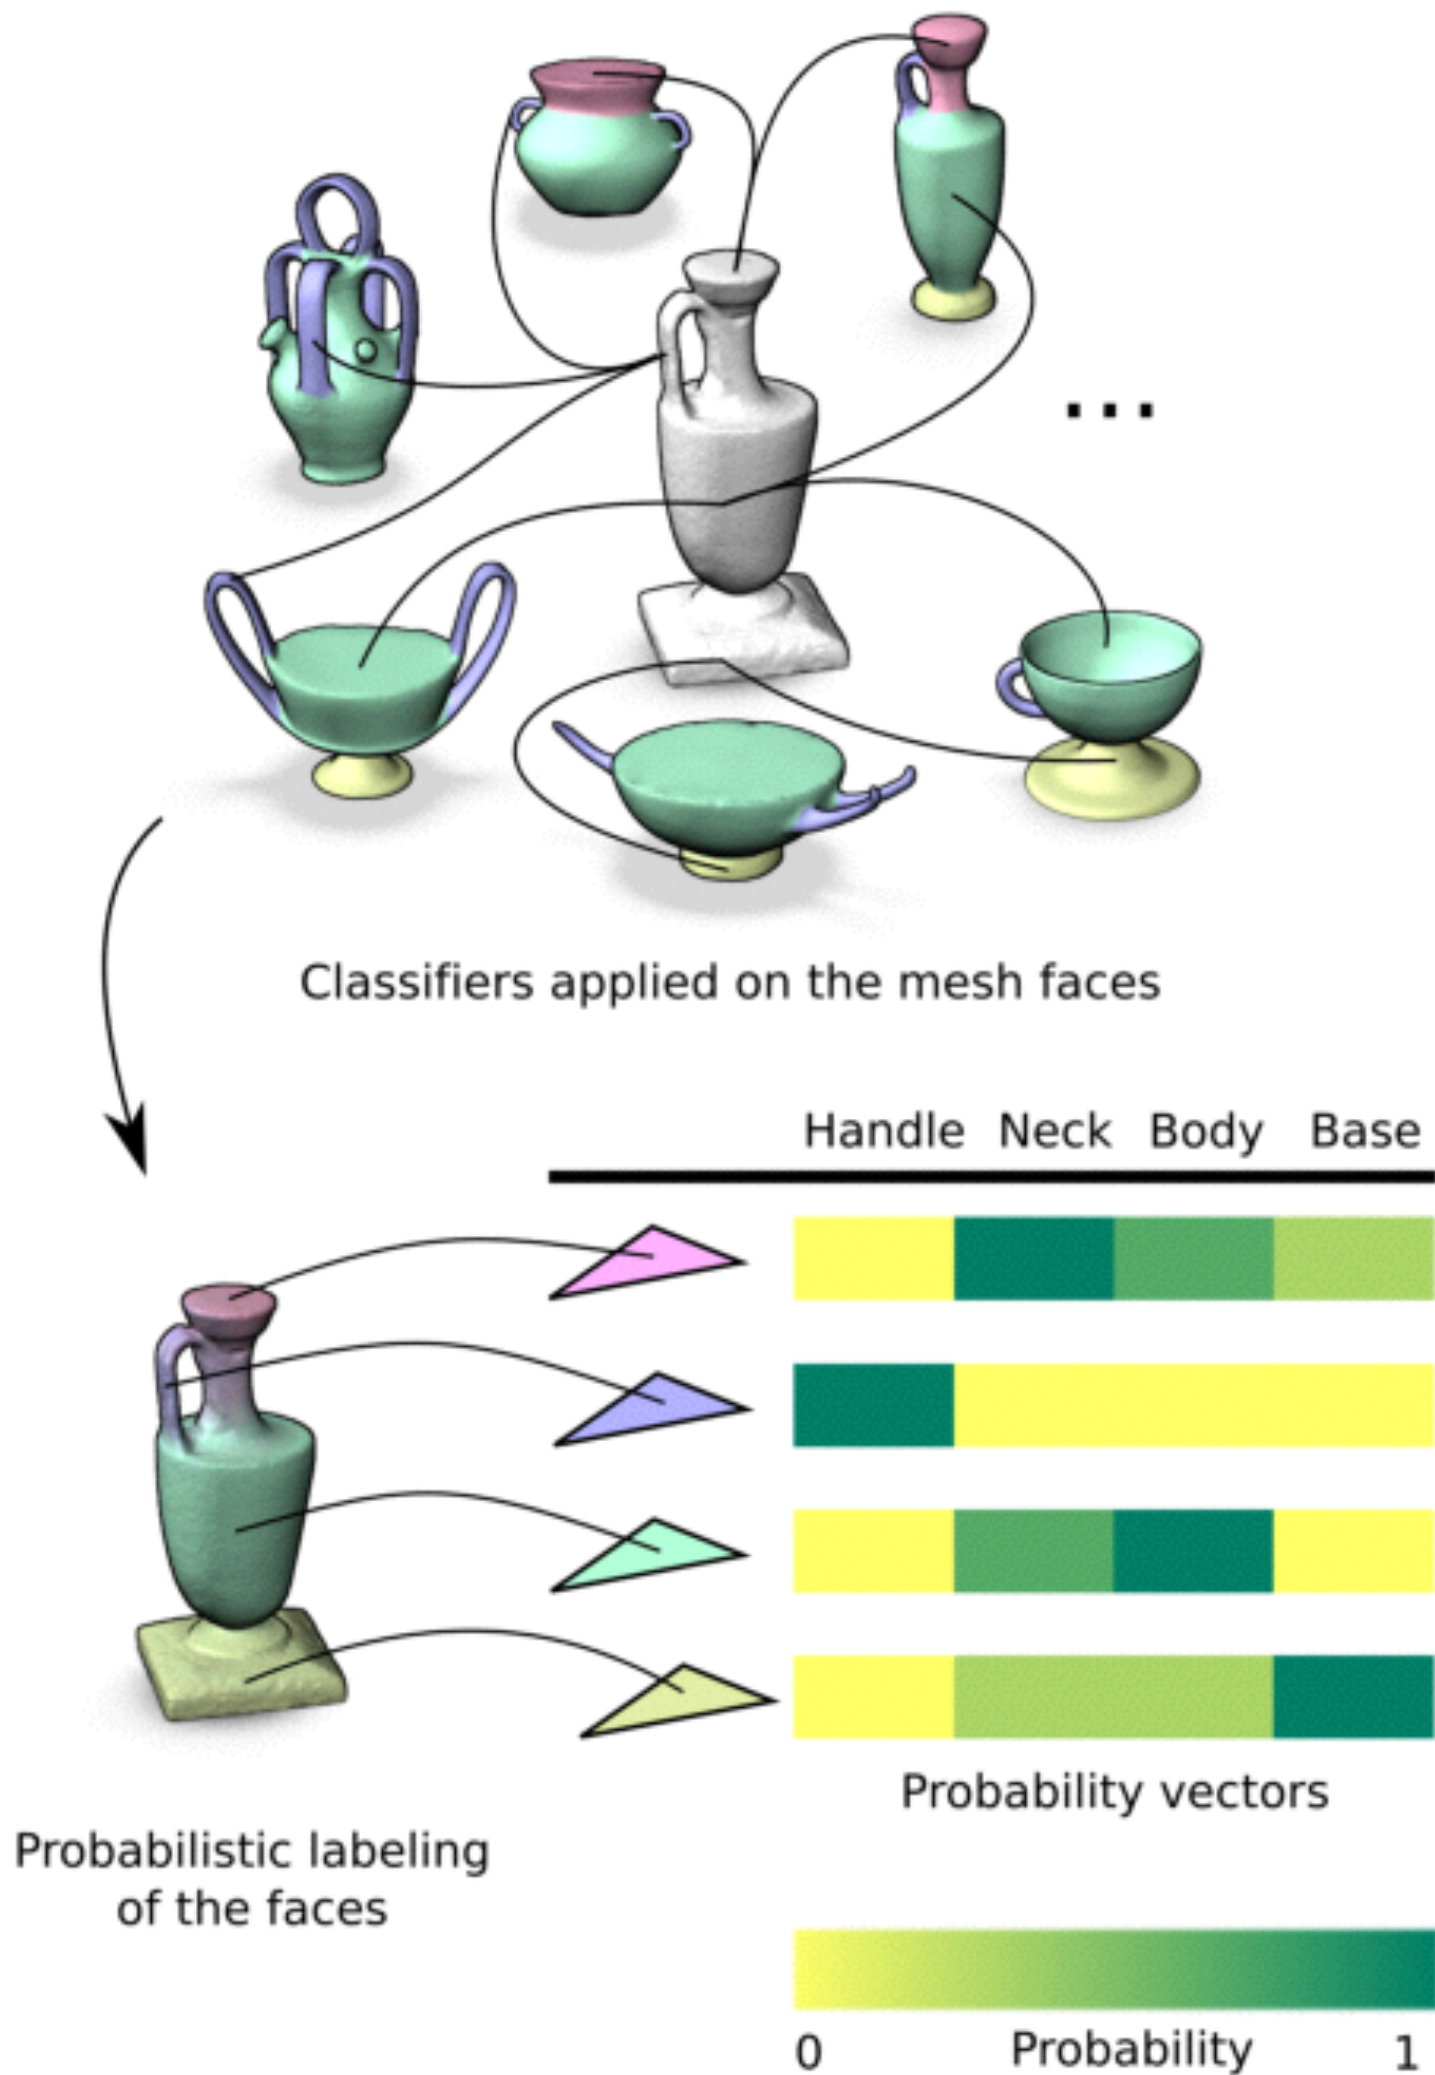 ...
Classifiers applied on the mesh faces
Handle Neck Body Base
Probability vectors
Probabilistic labeling
of the faces
0 Probability 1